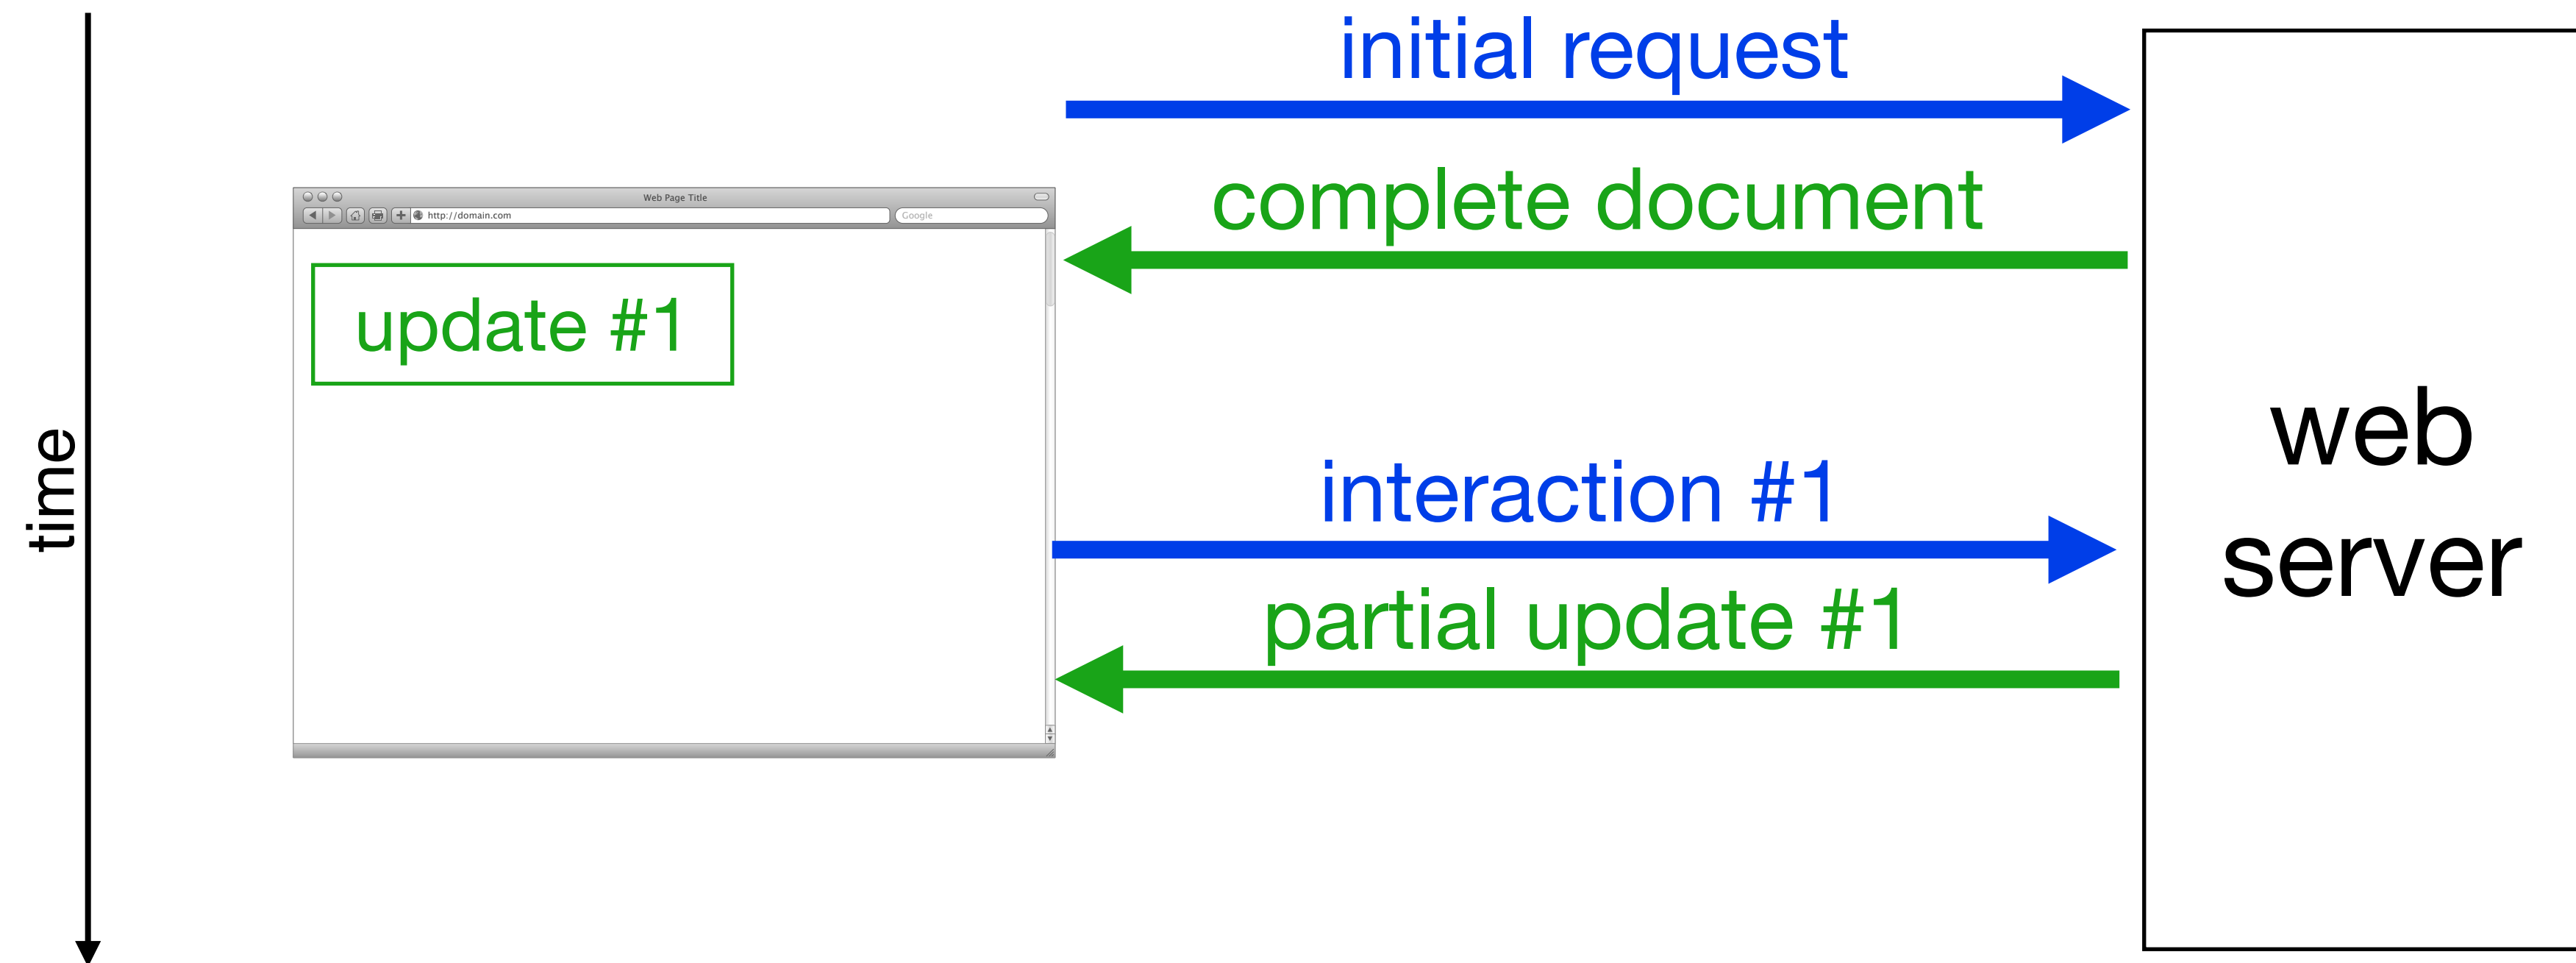 initial request
complete document
Web Page Title
http://domain.com
Google
update #1
time
interaction #1
partial update #1
web
server